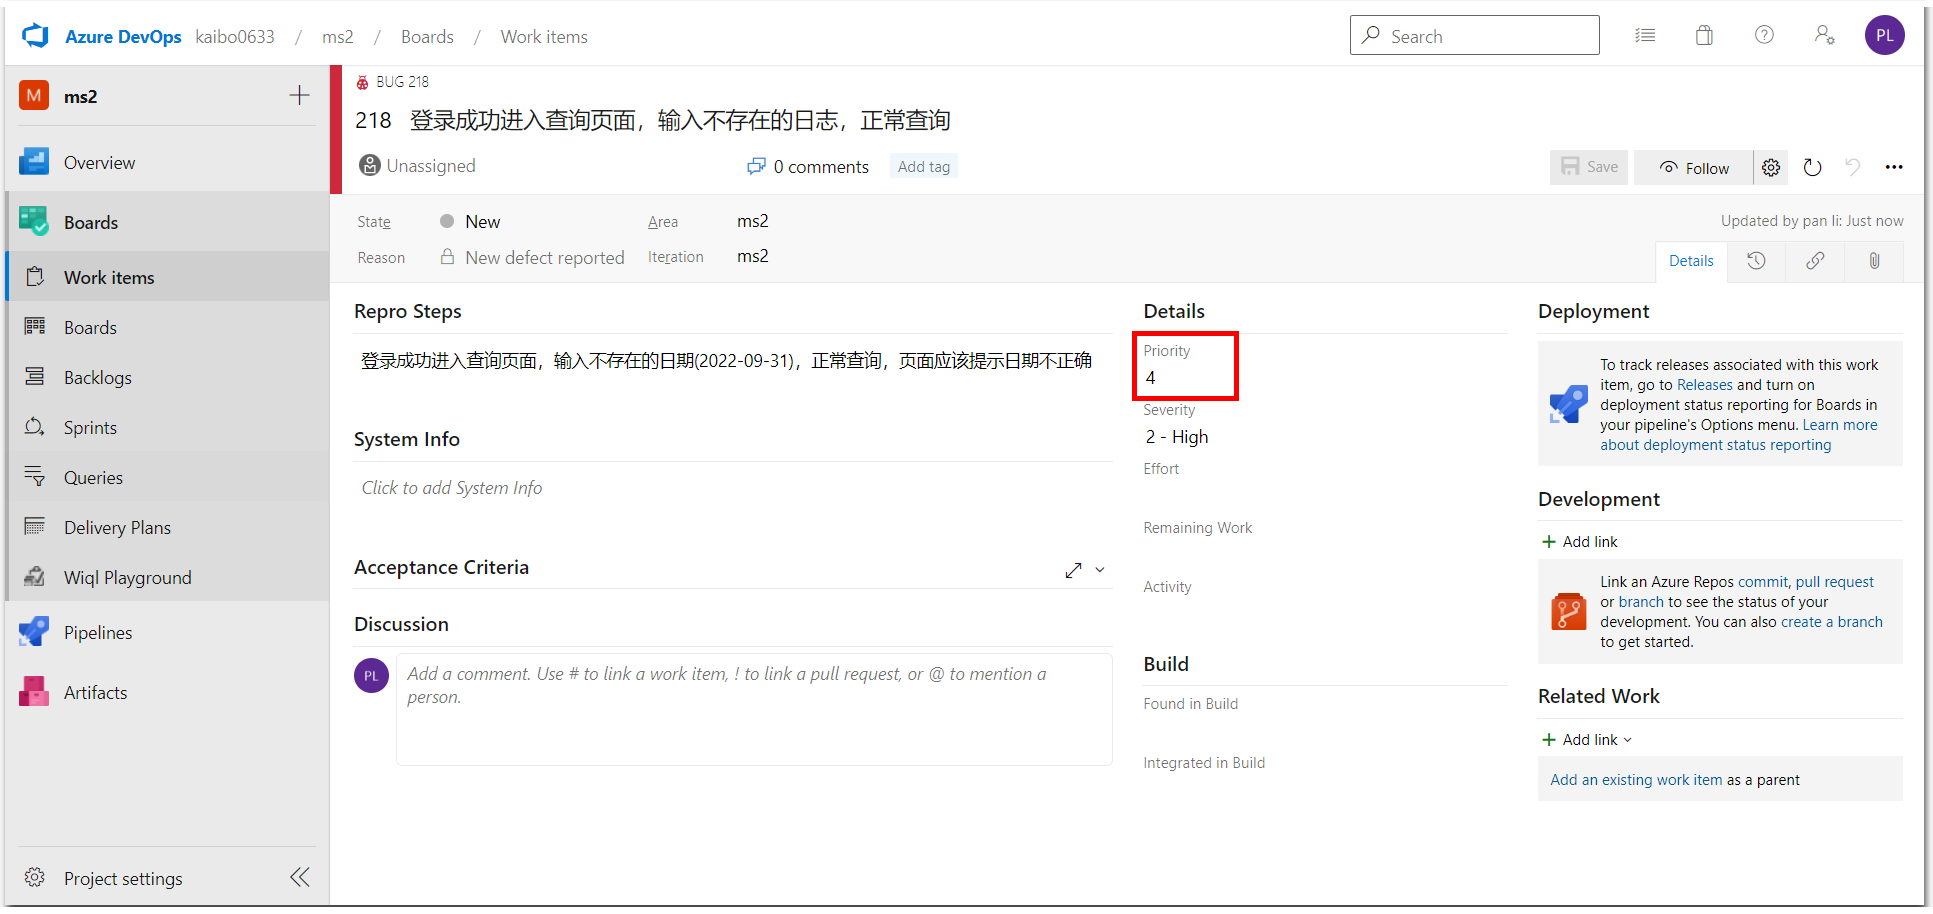 Azure DevOps kaibo0633 / ms2 / Boards / Work items
Search
PL
M ms2
Overview
Boards
Work items
Boards
Backlogs
Sprints
Queries
Delivery Plans
Wiql Playground
Pipelines
Artifacts
Project settings
BUG 218
218 登录成功进入查询页面，输入不存在的日志，正常查询
Unassigned
0 comments
Add tag
Save
Follow
State New
Area ms2
Updated by pan li: Just now
Reason New defect reported
Iteration ms2
Details
Repro Steps
登录成功进入查询页面，输入不存在的日期(2022-09-31)，正常查询，页面应该提示日期不正确
System Info
Click to add System Info
Acceptance Criteria
Discussion
PL
Add a comment. Use # to link a work item, ! to link a pull request, or @ to mention a
person.
Details
Priority
4
Severity
2 - High
Effort
Remaining Work
Activity
Build
Found in Build
Integrated in Build
Deployment
To track releases associated with this work
item, go to Releases and turn on
deployment status reporting for Boards in
your pipeline's Options menu. Learn more
about deployment status reporting
Development
+ Add link
Link an Azure Repos commit, pull request
or branch to see the status of your
development. You can also create a branch
to get started.
Related Work
+ Add link
Add an existing work item as a parent